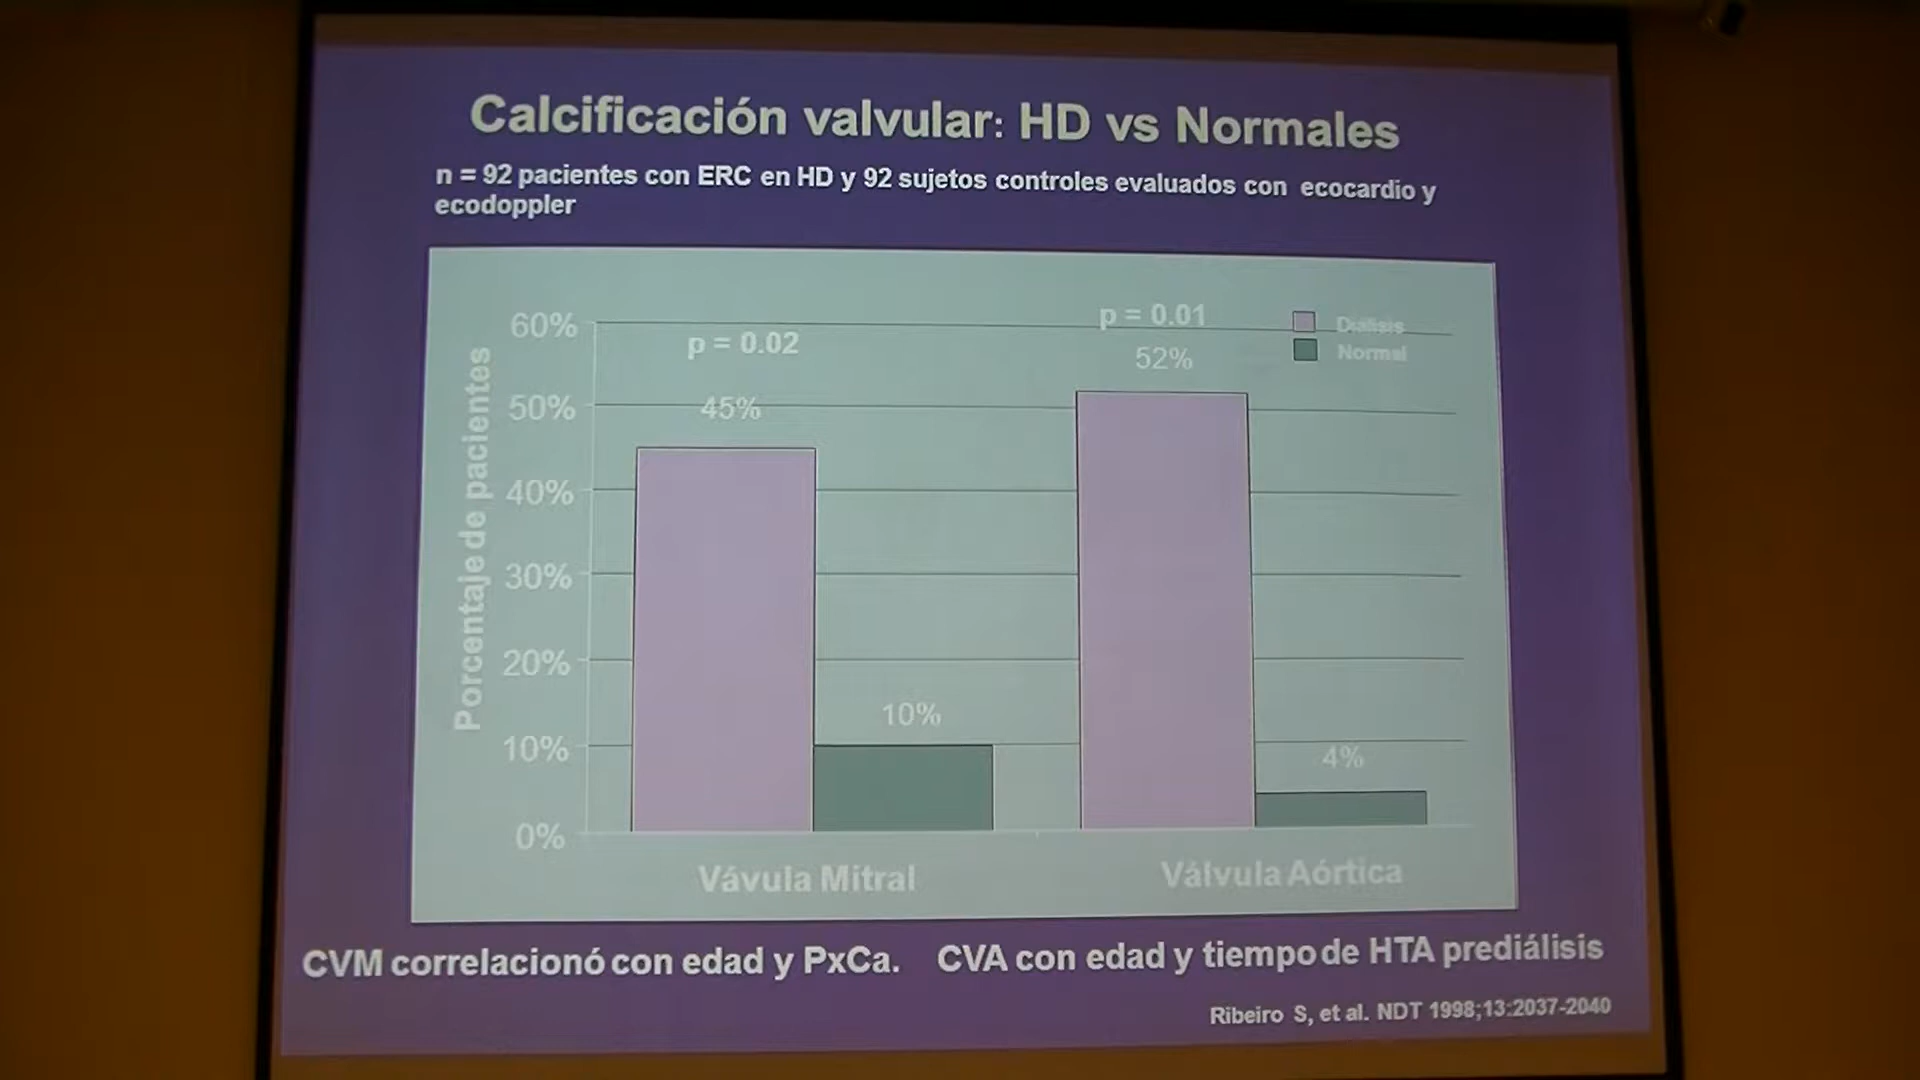 Calcificación valvular: HD vs Normales
n = 92 pacientes con ERC en HD y 92 sujetos controles evaluados con ecocardio y
ecodoppler
Porcentaje de pacientes
60%
50%
40%
30%
20%
10%
0%
p = 0.02
45%
10%
p = 0.01
52%
4%
Diálisis
Normal
Vávula Mitral
Válvula Aórtica
CVM correlacionó con edad y PxCa. CVA con edad y tiempo de HTA prediálisis
Ribeiro S, et al. NDT 1998;13:2037-2040